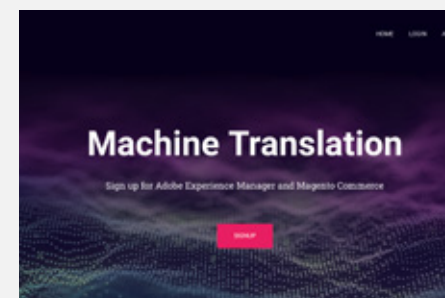 HOME LOGIN
Machine Translation
Sign up for Adobe Experience Manager and Magento Commerce
SIGNUP